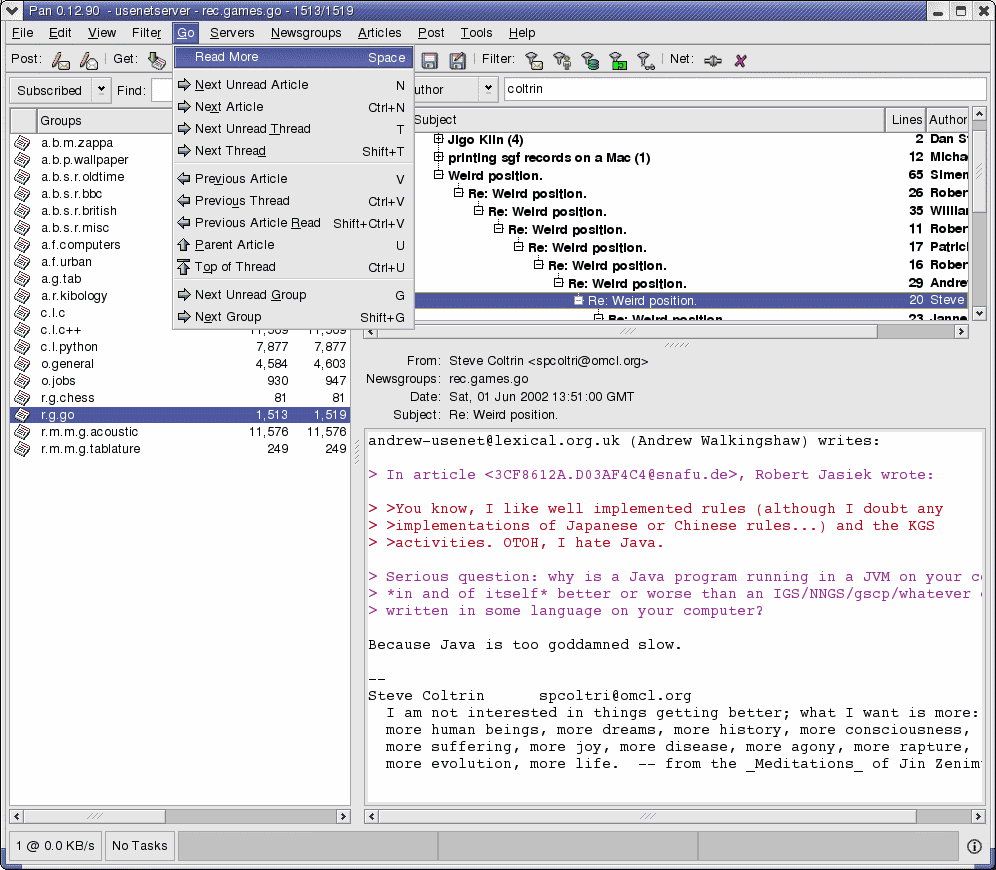 Pan 0.12.90 - usenetserver - rec.games.go - 1513/1519
File Edit View Filter Go Servers Newsgroups Articles Post Tools Help
Post: Get: Filter: Net:
Subscribed Find: uthor coltrin
Read More Space
Next Unread Article N
Next Article Ctrl+N
Next Unread Thread T
Next Thread Shift+T
Previous Article V
Previous Thread Ctrl+V
Previous Article Read Shift+Ctrl+V
Parent Article U
Top of Thread Ctrl+U
Next Unread Group G
Next Group Shift+G
Groups
a.b.m.zappa
a.b.p.wallpaper
a.b.s.r.oldtime
a.b.s.r.bbc
a.b.s.r.british
a.b.s.r.misc
a.f.computers
a.f.urban
a.g.tab
a.r.kibology
c.l.c
c.l.c++ 11,569 11,569
c.l.python 7,877 7,877
o.general 4,584 4,603
o.jobs 930 947
r.g.chess 81 81
r.g.go 1,513 1,519
r.m.m.g.acoustic 11,576 11,576
r.m.m.g.tablature 249 249
Subject Lines Author
Jigo Kiin (4) 2 Dan S
printing sgf records on a Mac (1) 12 Micha
Weird position. 65 Simen
Re: Weird position. 26 Rober
Re: Weird position. 35 Willia
Re: Weird position. 11 Rober
Re: Weird position. 17 Patric
Re: Weird position. 16 Rober
Re: Weird position. 29 Andre
Re: Weird position. 20 Steve
Re: Weird position. 23 Janne
From: Steve Coltrin <spcoltri@omcl.org>
Newsgroups: rec.games.go
Date: Sat, 01 Jun 2002 13:51:00 GMT
Subject: Re: Weird position.
andrew-usenet@lexical.org.uk (Andrew Walkingshaw) writes:
> In article <3CF8612A.D03AF4C4@snafu.de>, Robert Jasiek wrote:
> >You know, I like well implemented rules (although I doubt any
> >implementations of Japanese or Chinese rules...) and the KGS
> >activities. OTOH, I hate Java.
> Serious question: why is a Java program running in a JVM on your c
> *in and of itself* better or worse than an IGS/NNGS/gscp/whatever
> written in some language on your computer?
Because Java is too goddamned slow.
--
Steve Coltrin spcoltri@omcl.org
I am not interested in things getting better; what I want is more:
more human beings, more dreams, more history, more consciousness,
more suffering, more joy, more disease, more agony, more rapture,
more evolution, more life. -- from the _Meditations_ of Jin Zenim
1 @ 0.0 KB/s No Tasks